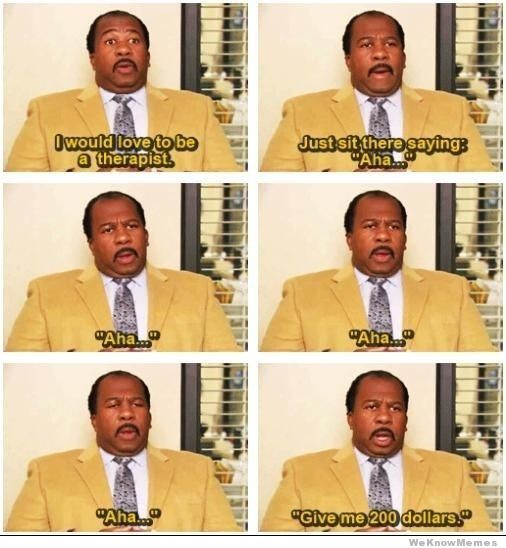 I would love to be
a therapist.
Just sit there saying:
"Aha..."
"Aha..."
"Aha..."
"Aha..."
"Give me 200 dollars."
WeKnowMemes